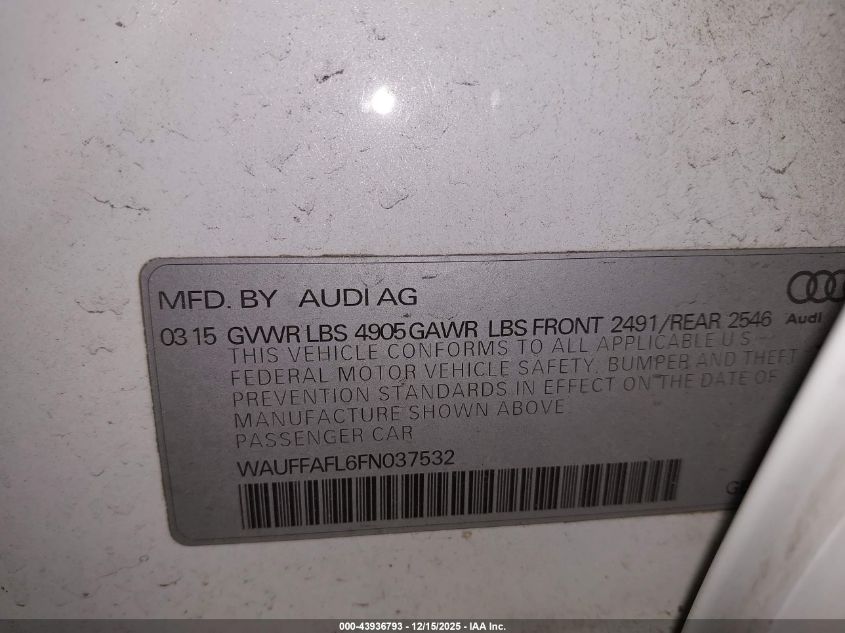 MFD. BY AUDI AG
03 15 GVWR LBS 4905 GAWR LBS FRONT 2491/REAR 2546 Audi
THIS VEHICLE CONFORMS TO ALL APPLICABLE U S
FEDERAL MOTOR VEHICLE SAFETY, BUMPER AND THEFT
PREVENTION STANDARDS IN EFFECT ON THE DATE OF
MANUFACTURE SHOWN ABOVE
PASSENGER CAR
WAUFFAFL6FN037532
000-43936793 - 12/15/2025 - IAA Inc.